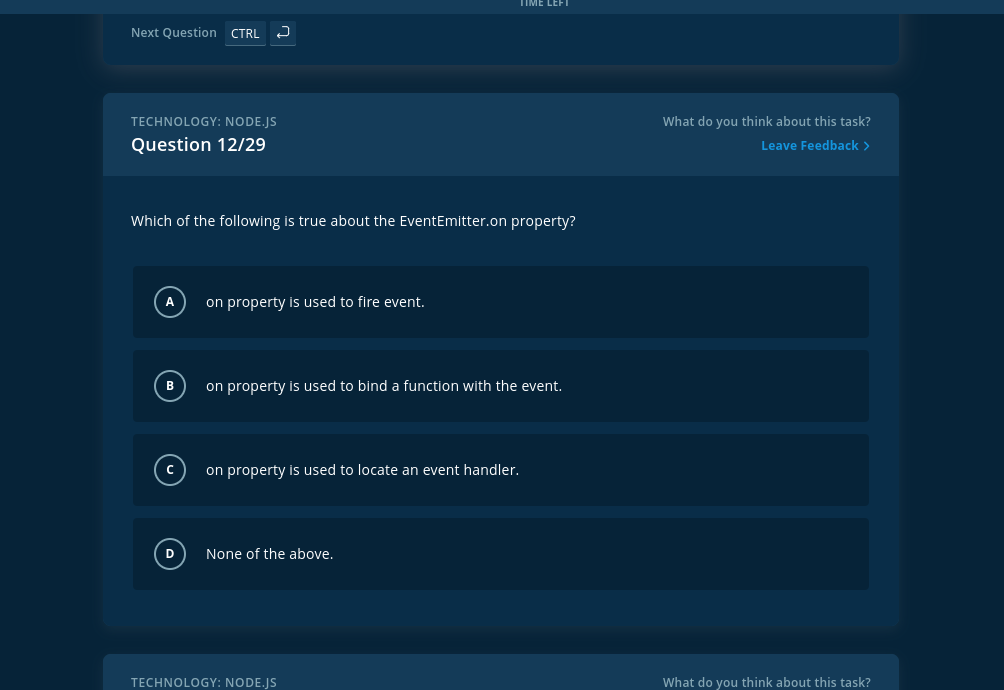 TIME LEFT
Next Question CTRL
TECHNOLOGY: NODE.JS
What do you think about this task?
Question 12/29
Leave Feedback
Which of the following is true about the EventEmitter.on property?
A on property is used to fire event.
B on property is used to bind a function with the event.
C on property is used to locate an event handler.
D None of the above.
TECHNOLOGY: NODE.JS
What do you think about this task?